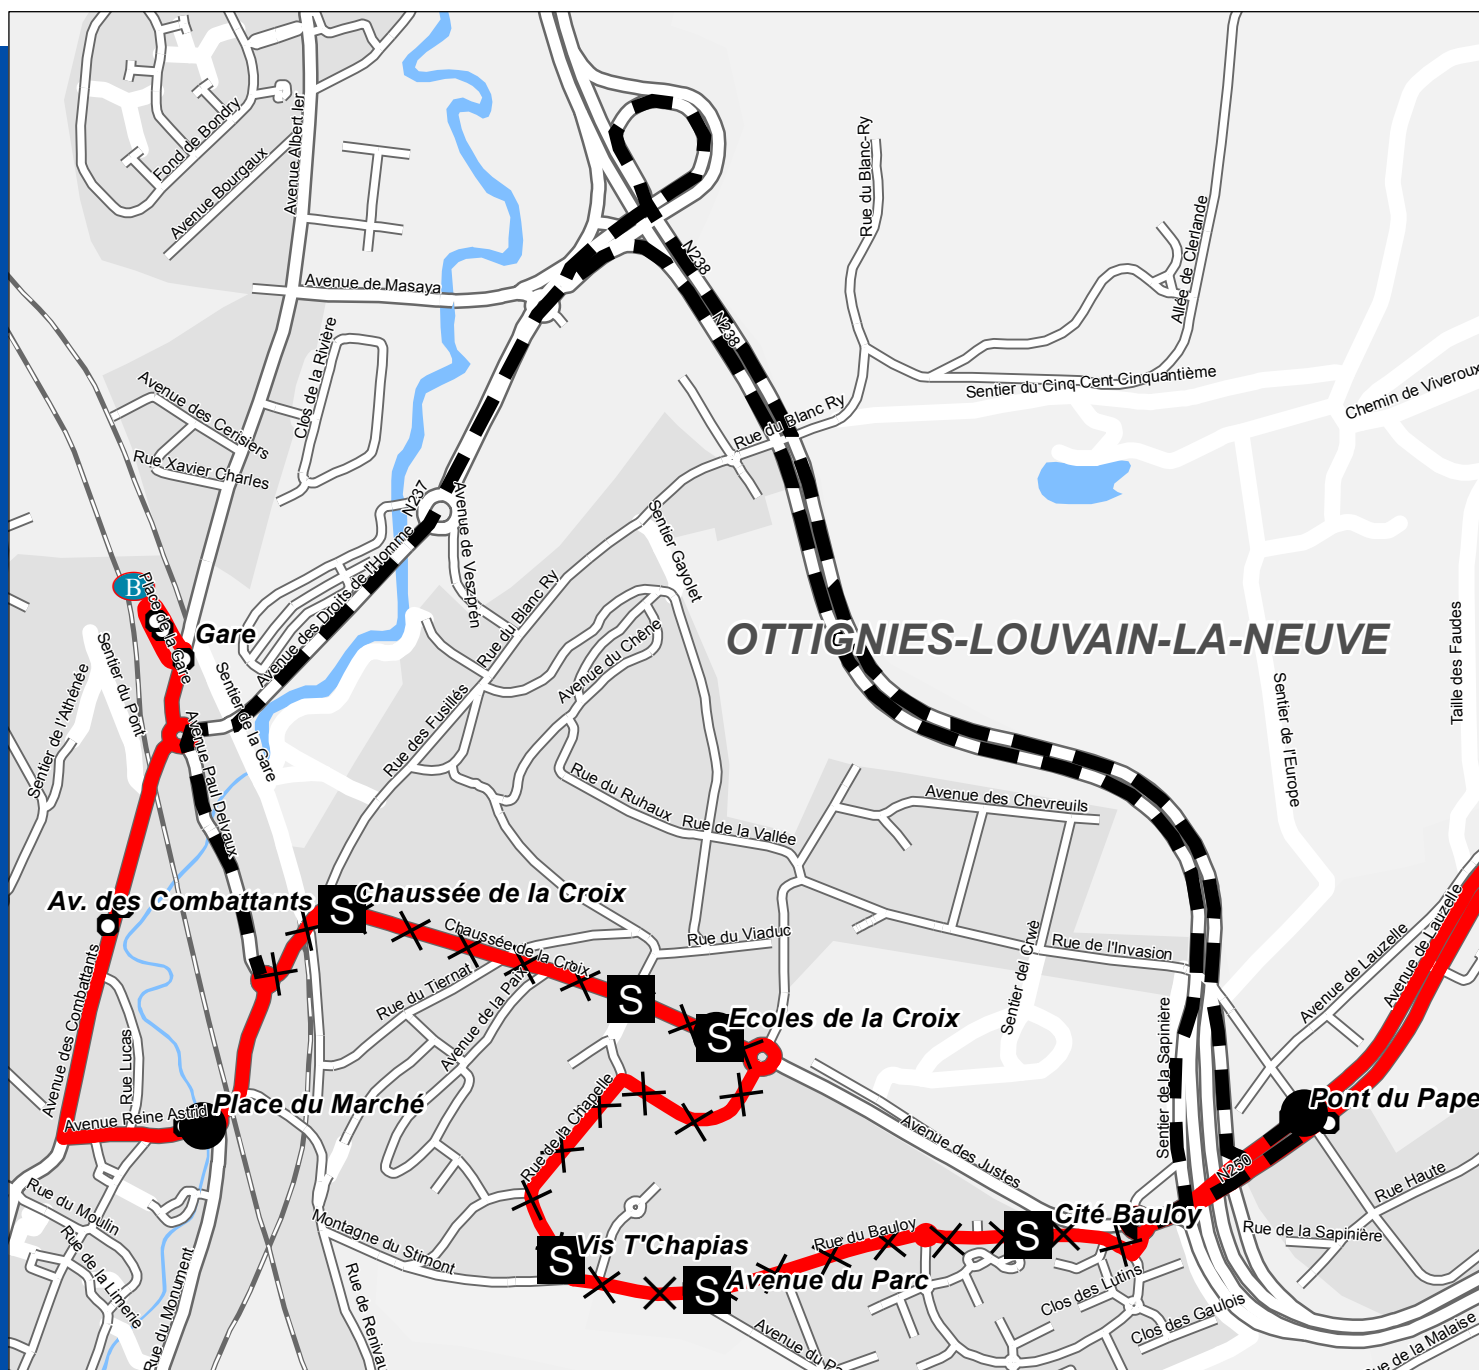 Fond de Bondry
Avenue Bourgaux
Avenue Albert Ier
Avenue de Masaya
Clos de la Rivière
Avenue des Cerisiers
Rue Xavier Charles
N238
N238
Rue du Blanc-Ry
Allée de Clerlande
Sentier du Cinq-Cent Cinquantième
Chemin de Viveroux
Rue du Blanc Ry
N237
Avenue de Veszprén
Avenue des Droits de l'Homme
Sentier Gayolet
Rue du Blanc Ry
B
Place de la Gare
Gare
Sentier de l'Athénée
Sentier du Pont
Sentier de la Gare
Avenue Paul Delvaux
Avenue du Chêne
Rue des Fusillés
OTTIGNIES-LOUVAIN-LA-NEUVE
Taille des Faudes
Sentier de l'Europe
Rue du Ruhaux
Rue de la Vallée
Avenue des Chevreuils
Av. des Combattants
S
Chaussée de la Croix
Chaussée de la Croix
Rue du Viaduc
Rue de l'Invasion
Sentier del Crwè
Avenue de Lauzelle
Avenue de Lauzelle
Rue du Tiernat
Avenue de la Paix
S
S
Ecoles de la Croix
Avenue des Combattants
Rue Lucas
Avenue Reine Astrid
Place du Marché
Rue de la Chapelle
Avenue des Justes
Sentier de la Sapinière
Pont du Pape
N250
Rue Haute
Rue de la Sapinière
Rue du Moulin
Rue de la Limerie
Rue du Monument
Montagne du Stimont
Rue de Renivau
S
Vis T'Chapias
S
Avenue du Parc
Rue du Bauloy
S
Cité Bauloy
Clos des Lutins
Clos des Gaulois
Avenue du Pa
Rue de la Malaise